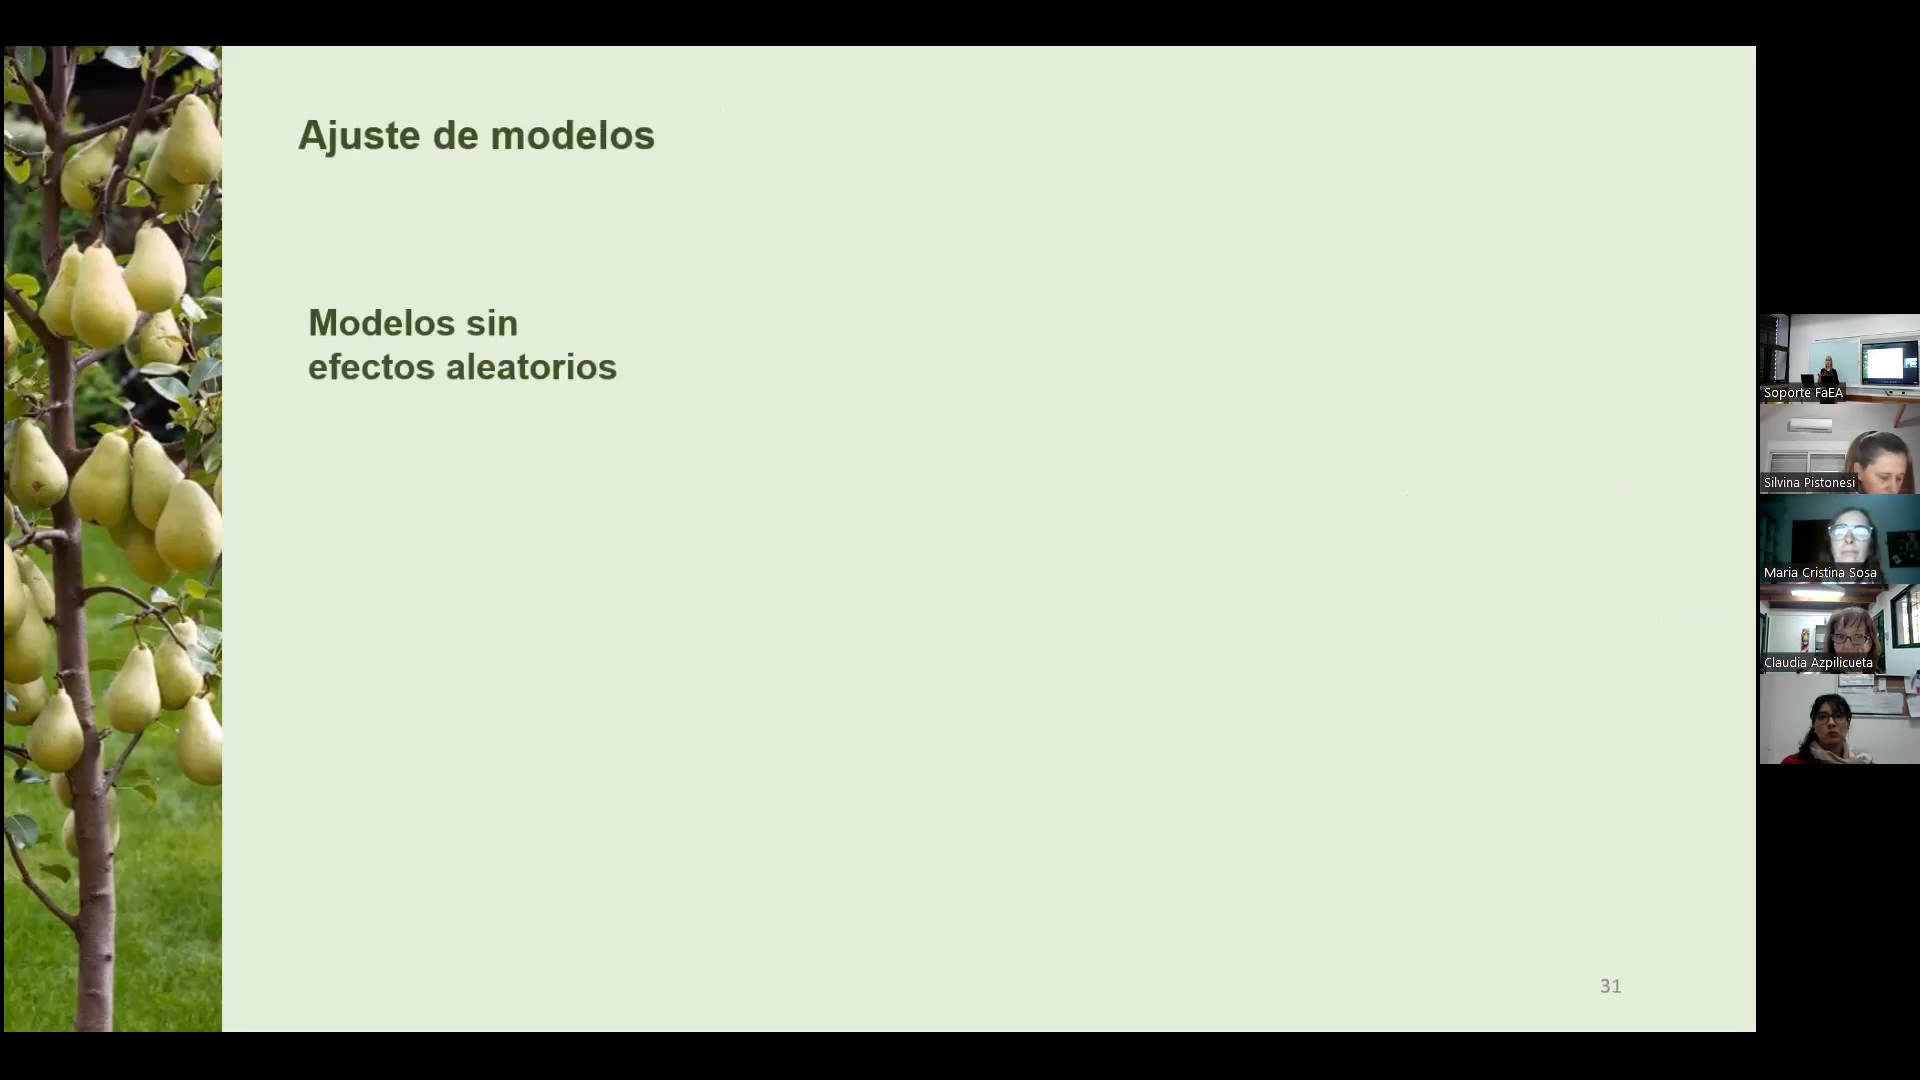 Ajuste de modelos
Modelos sin
efectos aleatorios
31
Soporte FaEA
Silvina Pistonesi
Maria Cristina Sosa
Claudia Azpilicueta